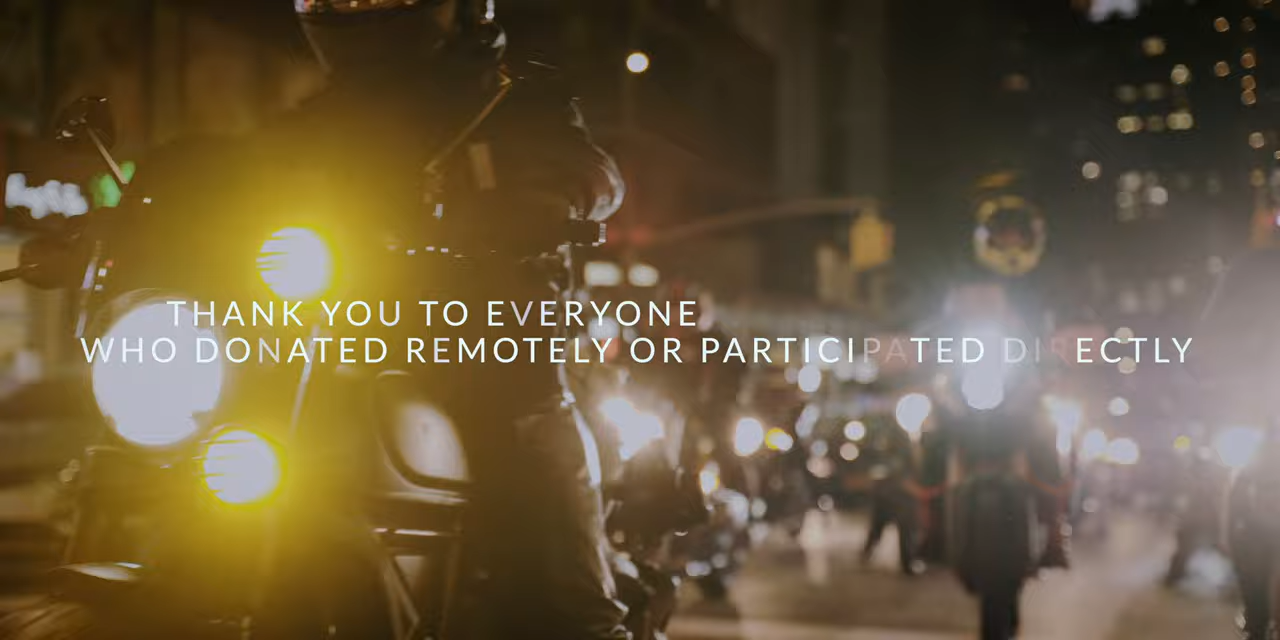 THANK YOU TO EVERYONE
WHO DONATED REMOTELY OR PARTICIPATED DIRECTLY